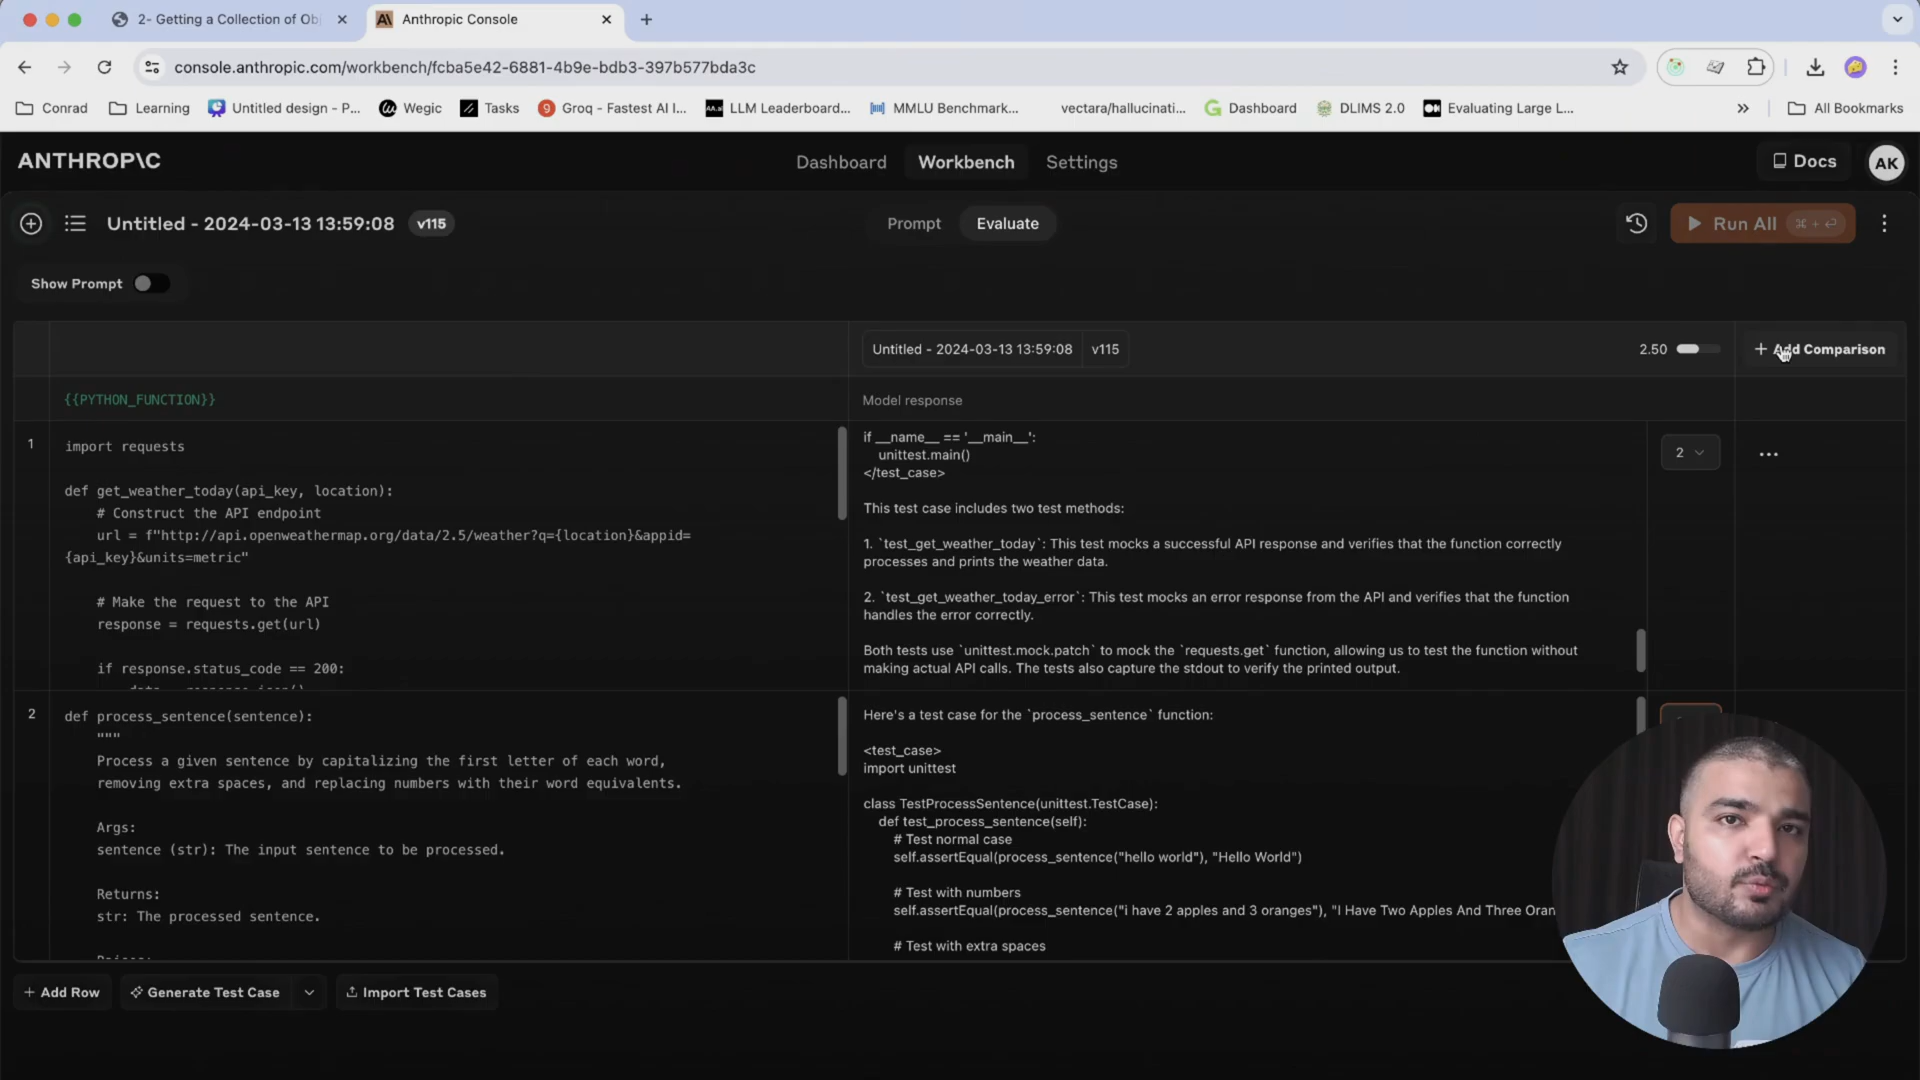 2- Getting a Collection of Ob
Anthropic Console
console.anthropic.com/workbench/fcba5e42-6881-4b9e-bdb3-397b577bda3c
Conrad
Learning
Untitled design - P...
Wegic
Tasks
Groq - Fastest AI I...
LLM Leaderboard...
MMLU Benchmark...
vectara/hallucinati...
Dashboard
DLIMS 2.0
Evaluating Large L...
All Bookmarks
ANTHROP\C
Dashboard
Workbench
Settings
Docs
AK
Untitled - 2024-03-13 13:59:08
v115
Prompt
Evaluate
Run All ⌘ + ⏎
Show Prompt
Untitled - 2024-03-13 13:59:08
v115
2.50
+ Add Comparison
{{PYTHON_FUNCTION}}
Model response
1
import requests
def get_weather_today(api_key, location):
# Construct the API endpoint
url = f"http://api.openweathermap.org/data/2.5/weather?q={location}&appid=
{api_key}&units=metric"
# Make the request to the API
response = requests.get(url)
if response.status_code == 200:
if __name__ == '__main__':
unittest.main()
</test_case>
This test case includes two test methods:
1. `test_get_weather_today`: This test mocks a successful API response and verifies that the function correctly
processes and prints the weather data.
2. `test_get_weather_today_error`: This test mocks an error response from the API and verifies that the function
handles the error correctly.
Both tests use `unittest.mock.patch` to mock the `requests.get` function, allowing us to test the function without
making actual API calls. The tests also capture the stdout to verify the printed output.
2
2
def process_sentence(sentence):
"""
Process a given sentence by capitalizing the first letter of each word,
removing extra spaces, and replacing numbers with their word equivalents.
Args:
sentence (str): The input sentence to be processed.
Returns:
str: The processed sentence.
Here's a test case for the `process_sentence` function:
<test_case>
import unittest
class TestProcessSentence(unittest.TestCase):
def test_process_sentence(self):
# Test normal case
self.assertEqual(process_sentence("hello world"), "Hello World")
# Test with numbers
self.assertEqual(process_sentence("i have 2 apples and 3 oranges"), "I Have Two Apples And Three Oran
# Test with extra spaces
+ Add Row
Generate Test Case
Import Test Cases